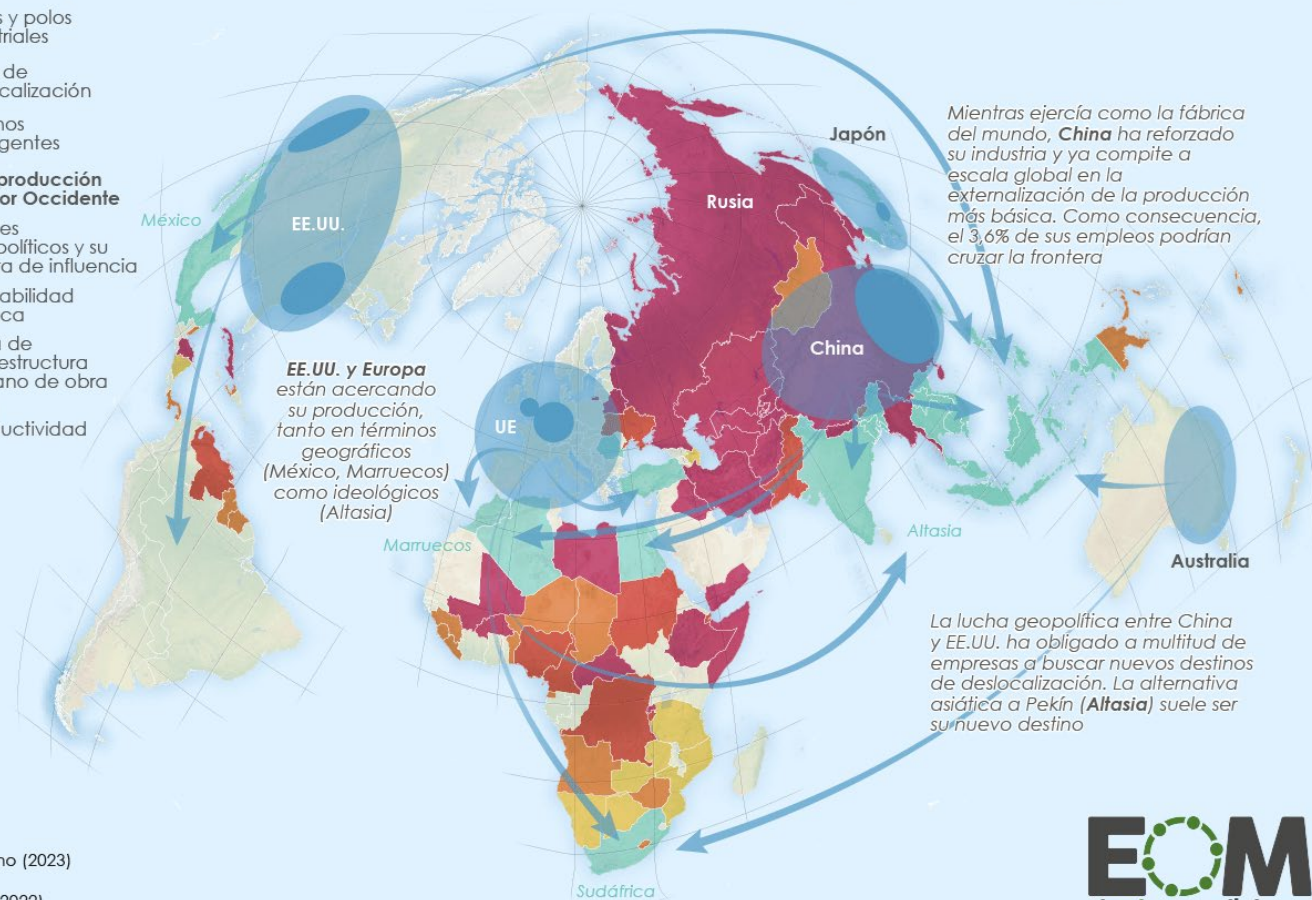 s y polos
triales
de
calización
nos
gentes
producción
or Occidente
es
políticos y su
a de influencia
abilidad
ca
de
estructura
ano de obra
uctividad
México
EE.UU.
EE.UU. y Europa
están acercando
su producción,
tanto en términos
geográficos
(México, Marruecos)
como ideológicos
(Altasia)
UE
Marruecos
Rusia
Japón
China
Mientras ejercía como la fábrica
del mundo, China ha reforzado
su industria y ya compite a
escala global en la
externalización de la producción
más básica. Como consecuencia,
el 3,6% de sus empleos podrían
cruzar la frontera
Altasia
Australia
La lucha geopolítica entre China
y EE.UU. ha obligado a multitud de
empresas a buscar nuevos destinos
de deslocalización. La alternativa
asiática a Pekín (Altasia) suele ser
su nuevo destino
Sudáfrica
no (2023)
EOM